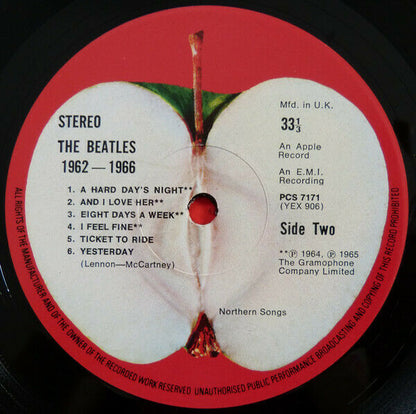 STEREO
THE BEATLES
1962—1966
1. A HARD DAY'S NIGHT**
2. AND I LOVE HER**
3. EIGHT DAYS A WEEK**
4. I FEEL FINE**
5. TICKET TO RIDE
6. YESTERDAY
(Lennon—McCartney)
Mfd. in U.K.
33⅓
An Apple
Record
An E.M.I.
Recording
PCS 7171
(YEX 906)
Side Two
**℗ 1964, ℗ 1965
The Gramophone
Company Limited
Northern Songs
ALL RIGHTS OF THE MANUFACTURER AND OF THE OWNER OF THE RECORDED WORK RESERVED UNAUTHORISED PUBLIC PERFORMANCE BROADCASTING AND COPYING OF THIS RECORD PROHIBITED